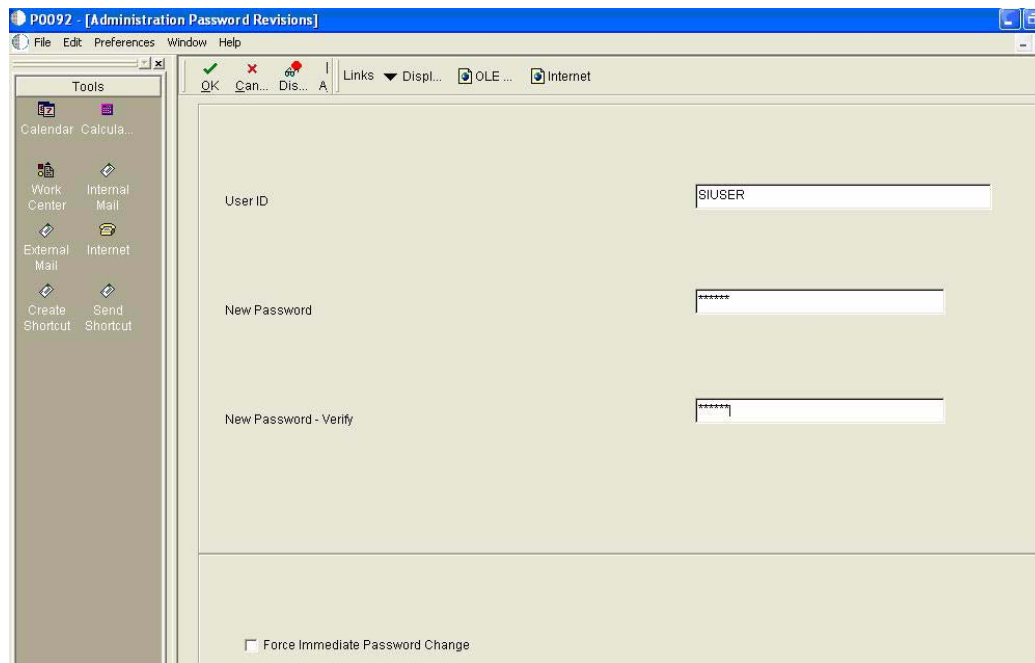 P0092 - [Administration Password Revisions]
File Edit Preferences Window Help
Tools
OK Can... Dis... A Links Displ... OLE ... Internet
Calendar Calcula...
Work Center Internal Mail
External Mail Internet
Create Shortcut Send Shortcut
User ID SIUSER
New Password ******
New Password - Verify ******
Force Immediate Password Change